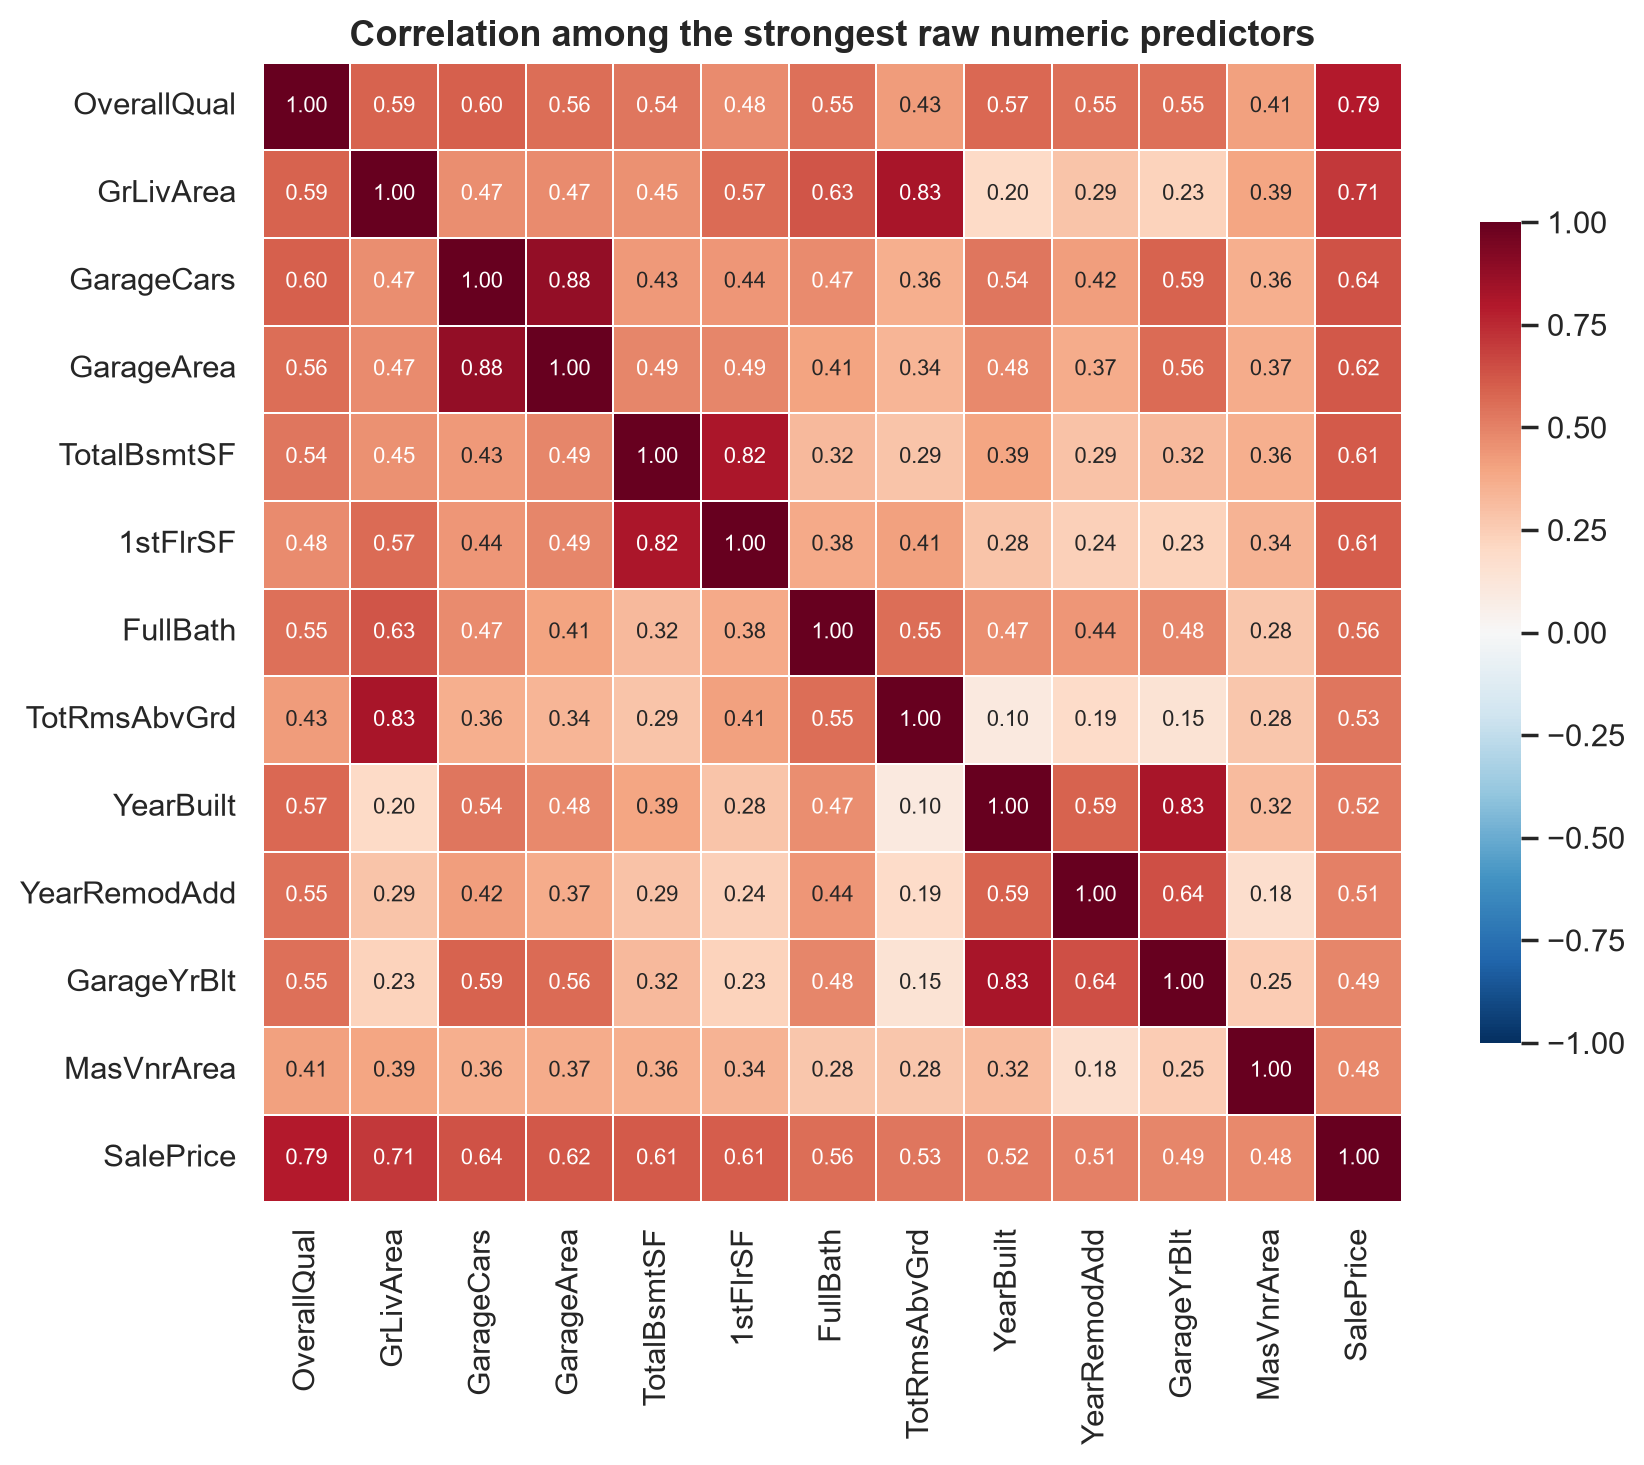 Correlation among the strongest raw numeric predictors
OverallQual 1.00 0.59 0.60 0.56 0.54 0.48 0.55 0.43 0.57 0.55 0.55 0.41 0.79
GrLivArea 0.59 1.00 0.47 0.47 0.45 0.57 0.63 0.83 0.20 0.29 0.23 0.39 0.71
GarageCars 0.60 0.47 1.00 0.88 0.43 0.44 0.47 0.36 0.54 0.42 0.59 0.36 0.64
GarageArea 0.56 0.47 0.88 1.00 0.49 0.49 0.41 0.34 0.48 0.37 0.56 0.37 0.62
TotalBsmtSF 0.54 0.45 0.43 0.49 1.00 0.82 0.32 0.29 0.39 0.29 0.32 0.36 0.61
1stFlrSF 0.48 0.57 0.44 0.49 0.82 1.00 0.38 0.41 0.28 0.24 0.23 0.34 0.61
FullBath 0.55 0.63 0.47 0.41 0.32 0.38 1.00 0.55 0.47 0.44 0.48 0.28 0.56
TotRmsAbvGrd 0.43 0.83 0.36 0.34 0.29 0.41 0.55 1.00 0.10 0.19 0.15 0.28 0.53
YearBuilt 0.57 0.20 0.54 0.48 0.39 0.28 0.47 0.10 1.00 0.59 0.83 0.32 0.52
YearRemodAdd 0.55 0.29 0.42 0.37 0.29 0.24 0.44 0.19 0.59 1.00 0.64 0.18 0.51
GarageYrBlt 0.55 0.23 0.59 0.56 0.32 0.23 0.48 0.15 0.83 0.64 1.00 0.25 0.49
MasVnrArea 0.41 0.39 0.36 0.37 0.36 0.34 0.28 0.28 0.32 0.18 0.25 1.00 0.48
SalePrice 0.79 0.71 0.64 0.62 0.61 0.61 0.56 0.53 0.52 0.51 0.49 0.48 1.00
OverallQual
GrLivArea
GarageCars
GarageArea
TotalBsmtSF
1stFlrSF
FullBath
TotRmsAbvGrd
YearBuilt
YearRemodAdd
GarageYrBlt
MasVnrArea
SalePrice
1.00
0.75
0.50
0.25
0.00
−0.25
−0.50
−0.75
−1.00